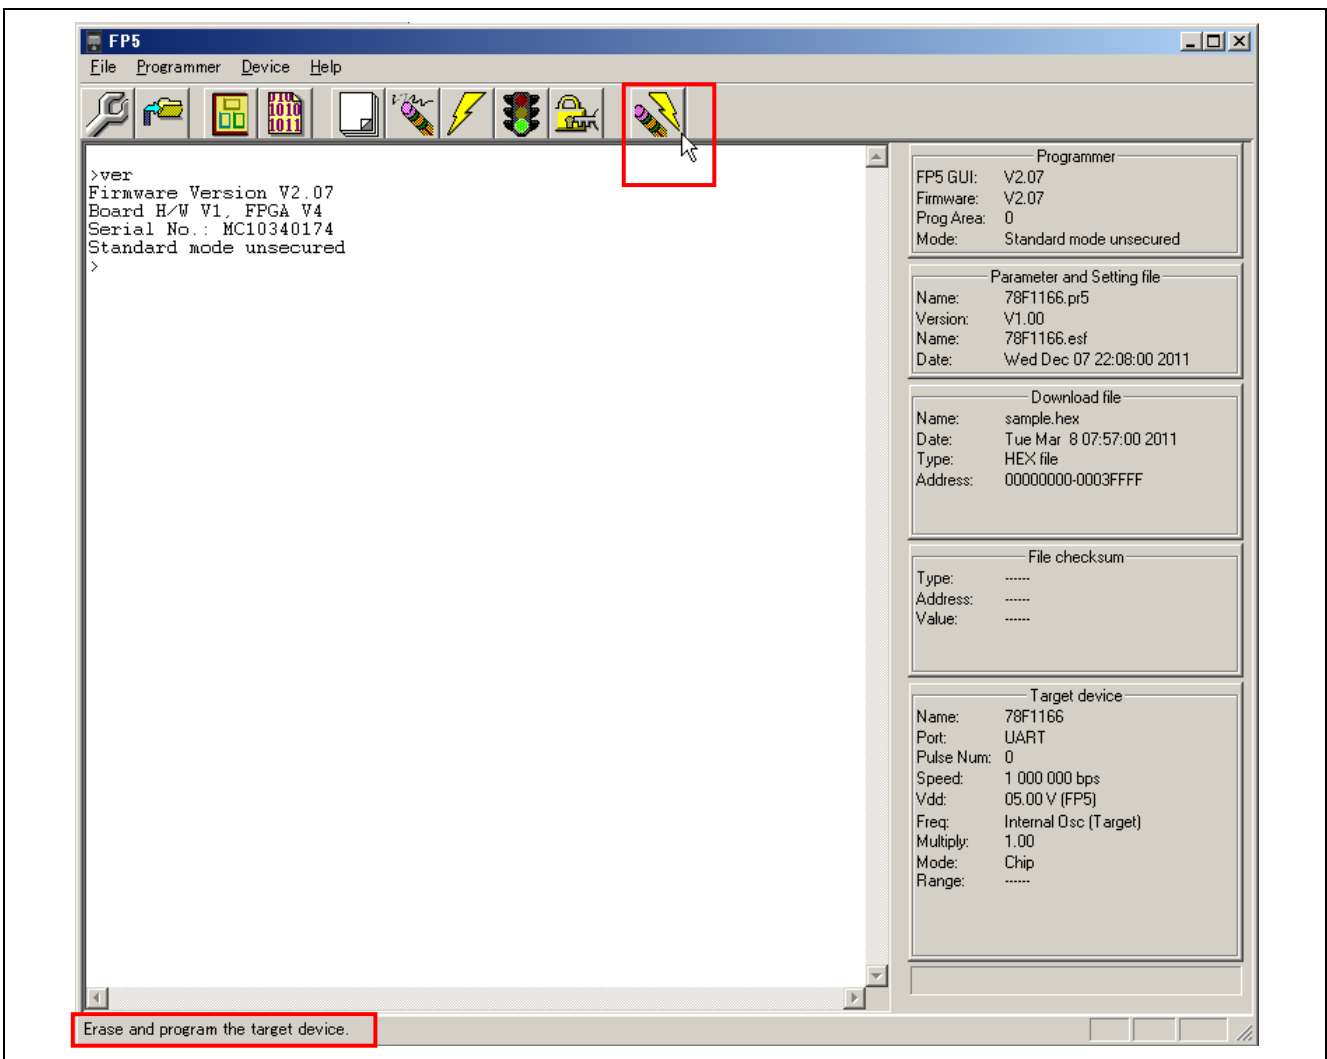 FP5
File Programmer Device Help
>ver
Firmware Version V2.07
Board H/W V1, FPGA V4
Serial No.: MC10340174
Standard mode unsecured
>
Programmer
FP5 GUI: V2.07
Firmware: V2.07
Prog Area: 0
Mode: Standard mode unsecured
Parameter and Setting file
Name: 78F1166.pr5
Version: V1.00
Name: 78F1166.esf
Date: Wed Dec 07 22:08:00 2011
Download file
Name: sample.hex
Date: Tue Mar 8 07:57:00 2011
Type: HEX file
Address: 00000000-0003FFFF
File checksum
Type: ------
Address: ------
Value: ------
Target device
Name: 78F1166
Port: UART
Pulse Num: 0
Speed: 1 000 000 bps
Vdd: 05.00 V (FP5)
Freq: Internal Osc (Target)
Multiply: 1.00
Mode: Chip
Range: ------
Erase and program the target device.